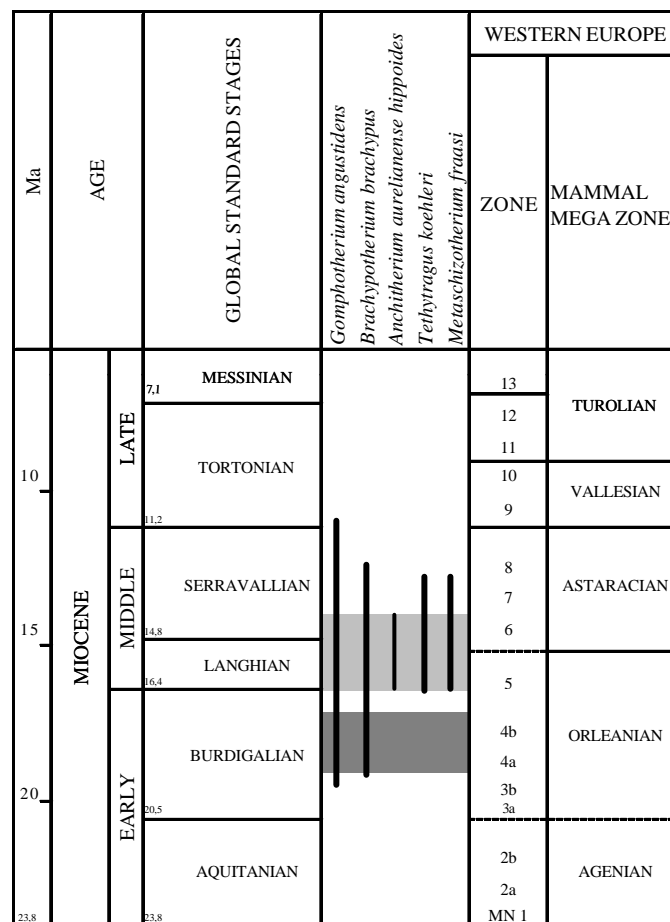 Ma
AGE
GLOBAL STANDARD STAGES
Gomphotherium angustidens
Brachypotherium brachypus
Anchitherium aurelianense hippoides
Tethytragus koehleri
Metaschizotherium fraasi
WESTERN EUROPE
ZONE
MAMMAL
MEGA ZONE
MIOCENE
LATE
MIDDLE
EARLY
10
15
20
23,8
MESSINIAN
7,1
TORTONIAN
11,2
SERRAVALLIAN
14,8
LANGHIAN
16,4
BURDIGALIAN
20,5
AQUITANIAN
23,8
13
12
11
10
9
8
7
6
5
4b
4a
3b
3a
2b
2a
MN 1
TUROLIAN
VALLESIAN
ASTARACIAN
ORLEANIAN
AGENIAN